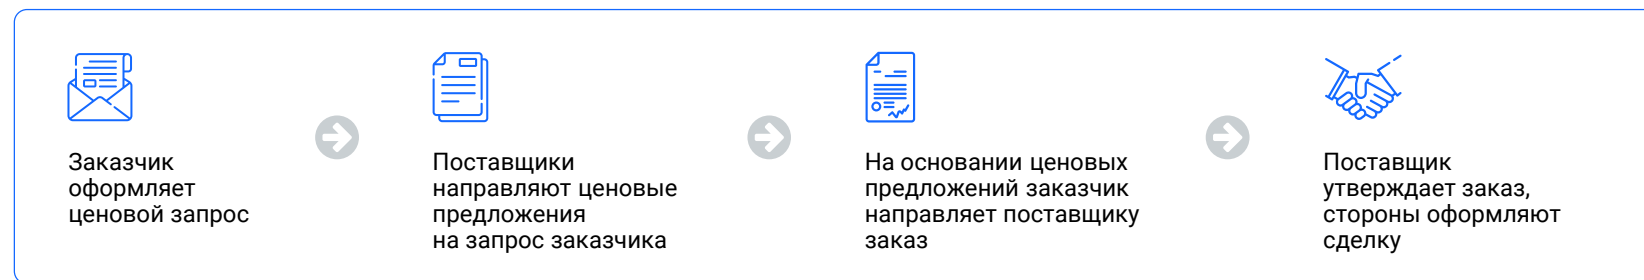 Заказчик
оформляет
ценовой запрос
Поставщики
направляют ценовые
предложения
на запрос заказчика
На основании ценовых
предложений заказчик
направляет поставщику
заказ
Поставщик
утверждает заказ,
стороны оформляют
сделку